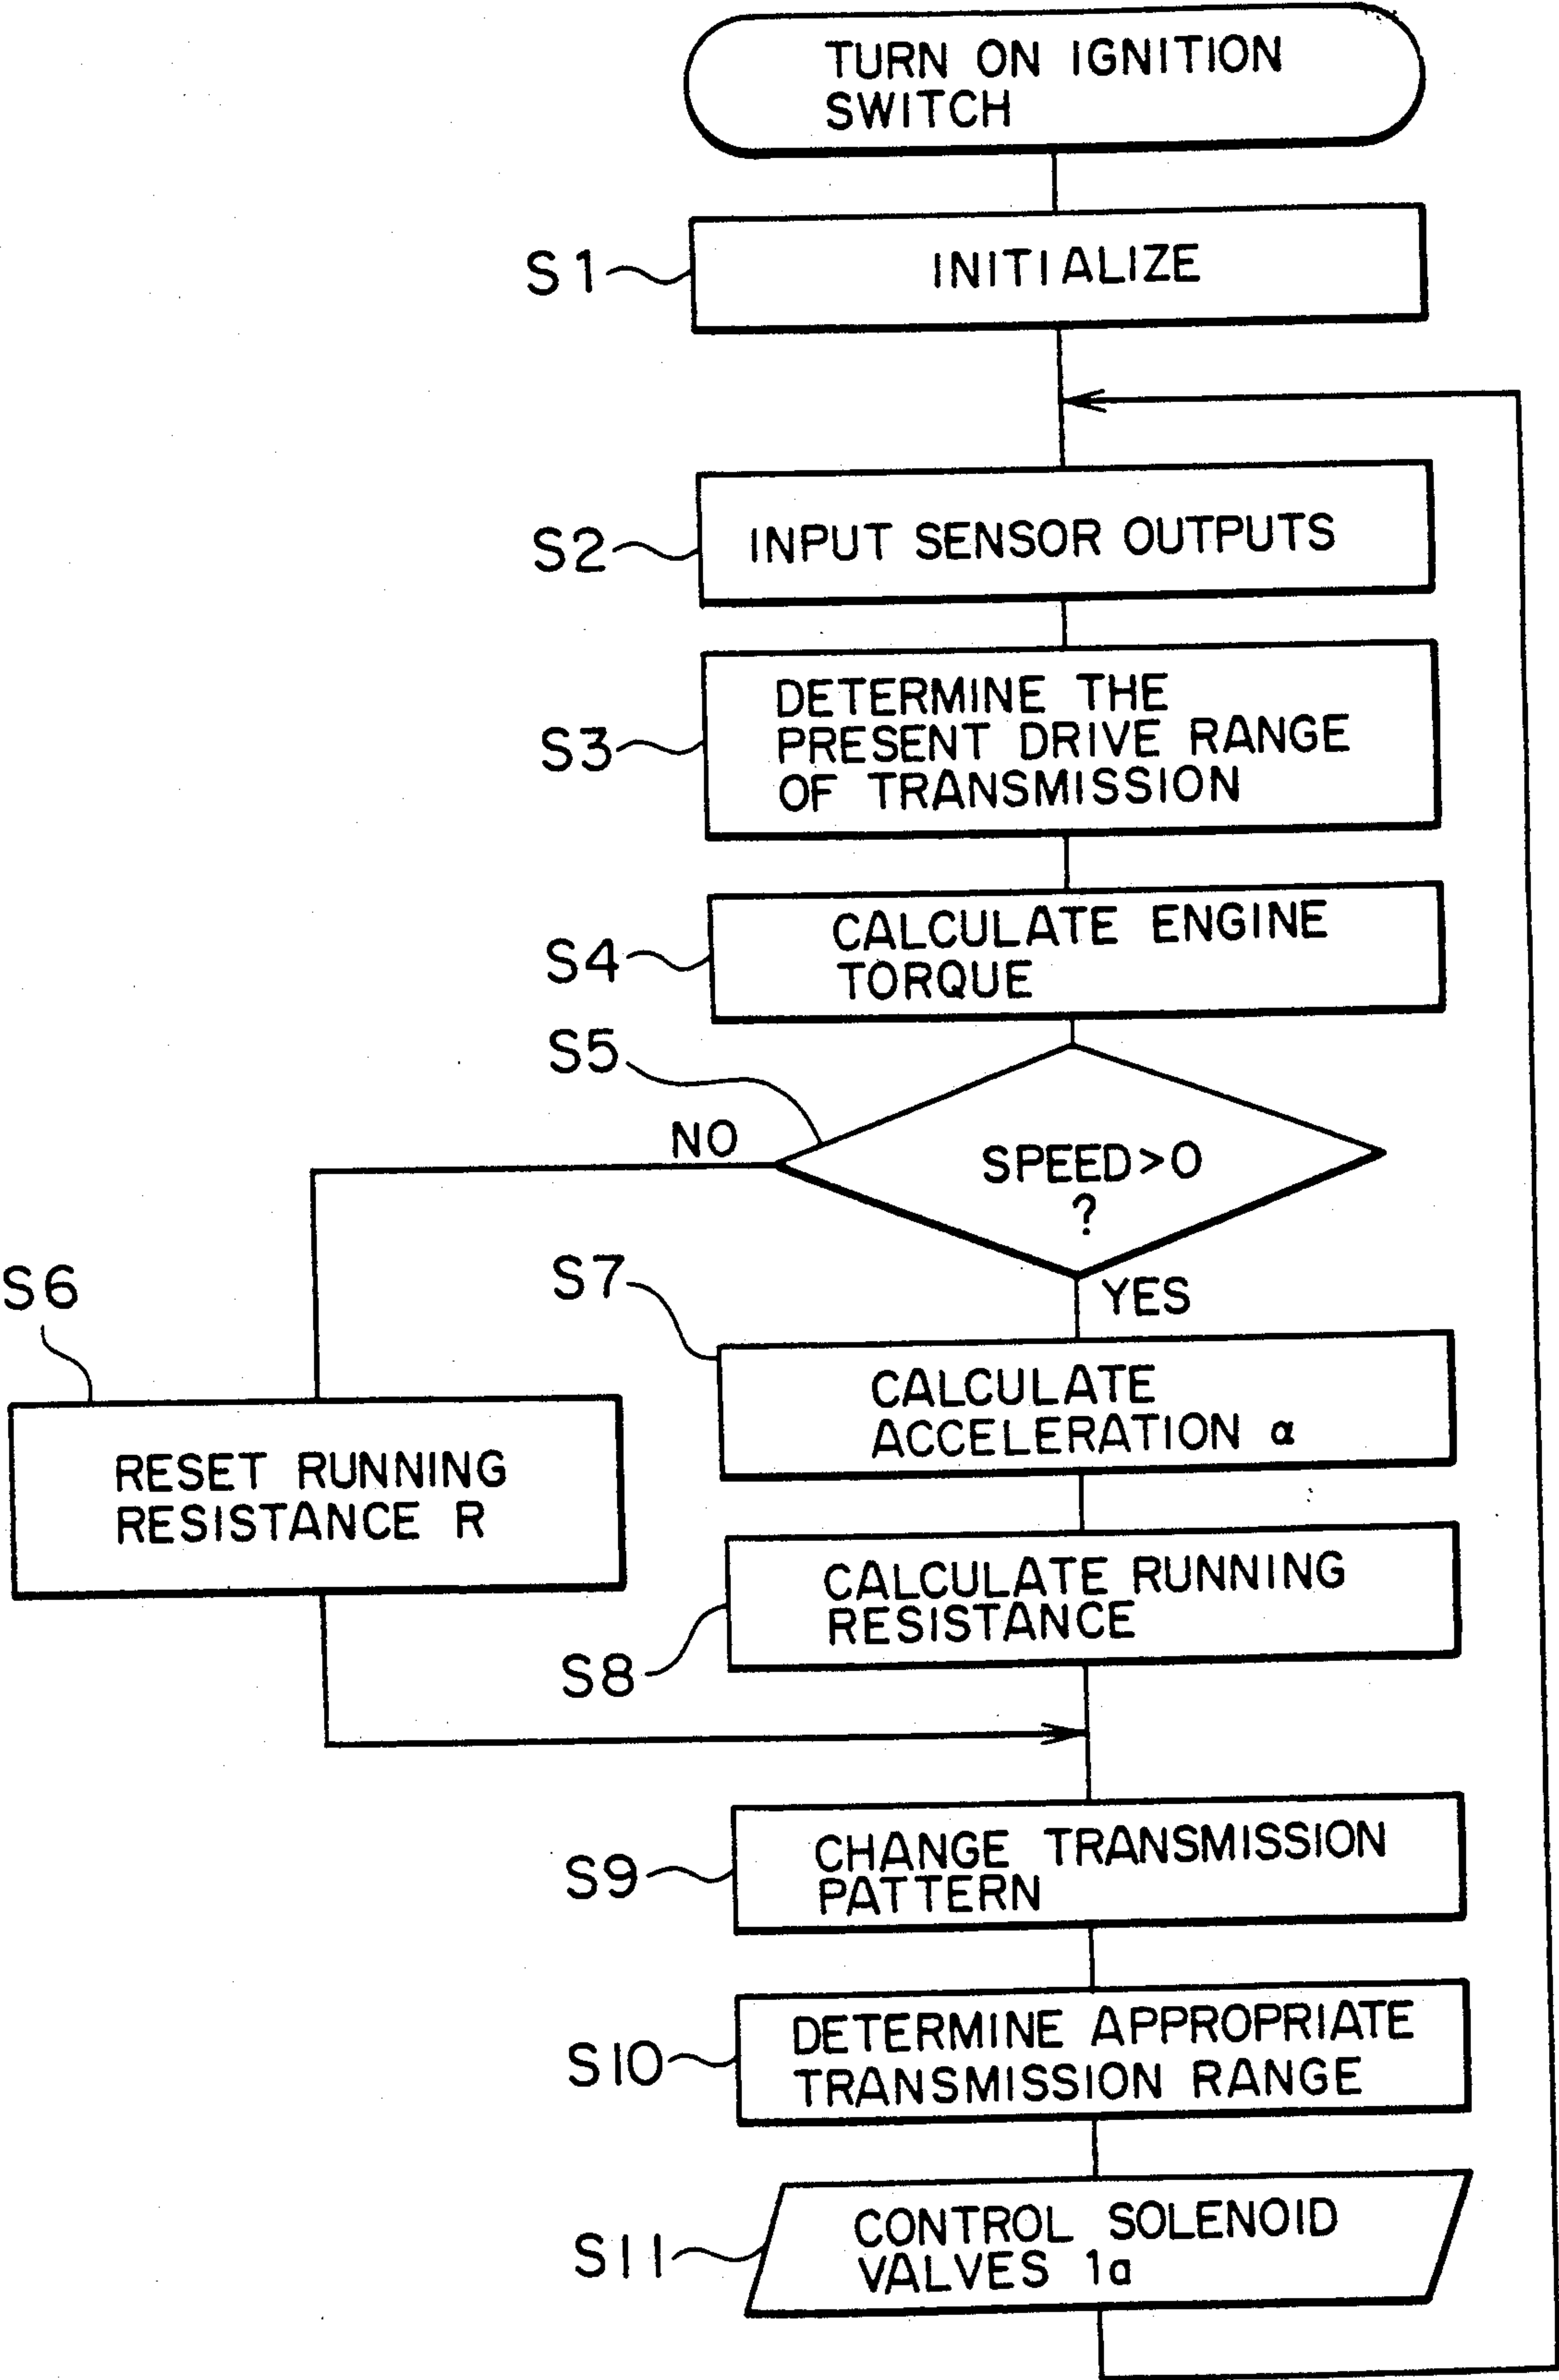 TURN ON IGNITION
SWITCH
S1
INITIALIZE
S2
INPUT SENSOR OUTPUTS
S3
DETERMINE THE
PRESENT DRIVE RANGE
OF TRANSMISSION
S4
CALCULATE ENGINE
TORQUE
S5
NO
SPEED>0
?
YES
S6
RESET RUNNING
RESISTANCE R
S7
CALCULATE
ACCELERATION α
S8
CALCULATE RUNNING
RESISTANCE
S9
CHANGE TRANSMISSION
PATTERN
S10
DETERMINE APPROPRIATE
TRANSMISSION RANGE
S11
CONTROL SOLENOID
VALVES 1a